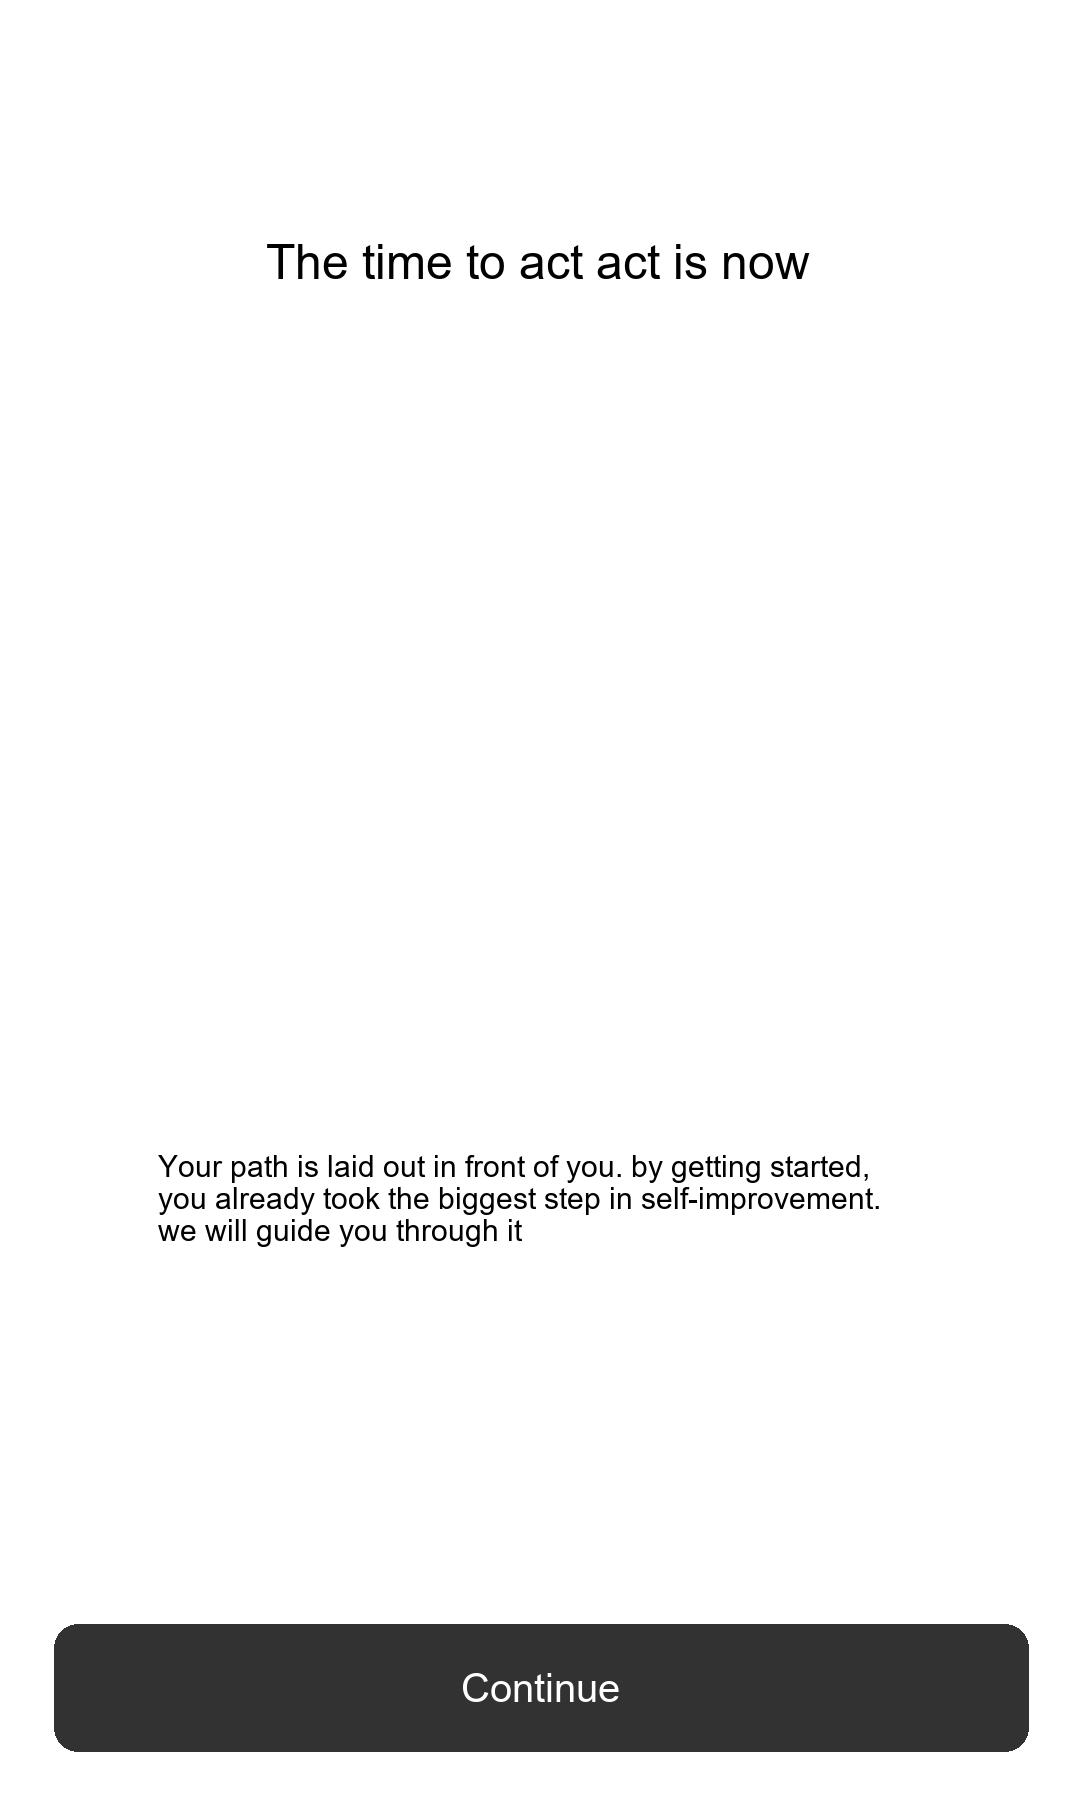 The time to act act is now
Your path is laid out in front of you. by getting started,
you already took the biggest step in self-improvement.
we will guide you through it
Continue